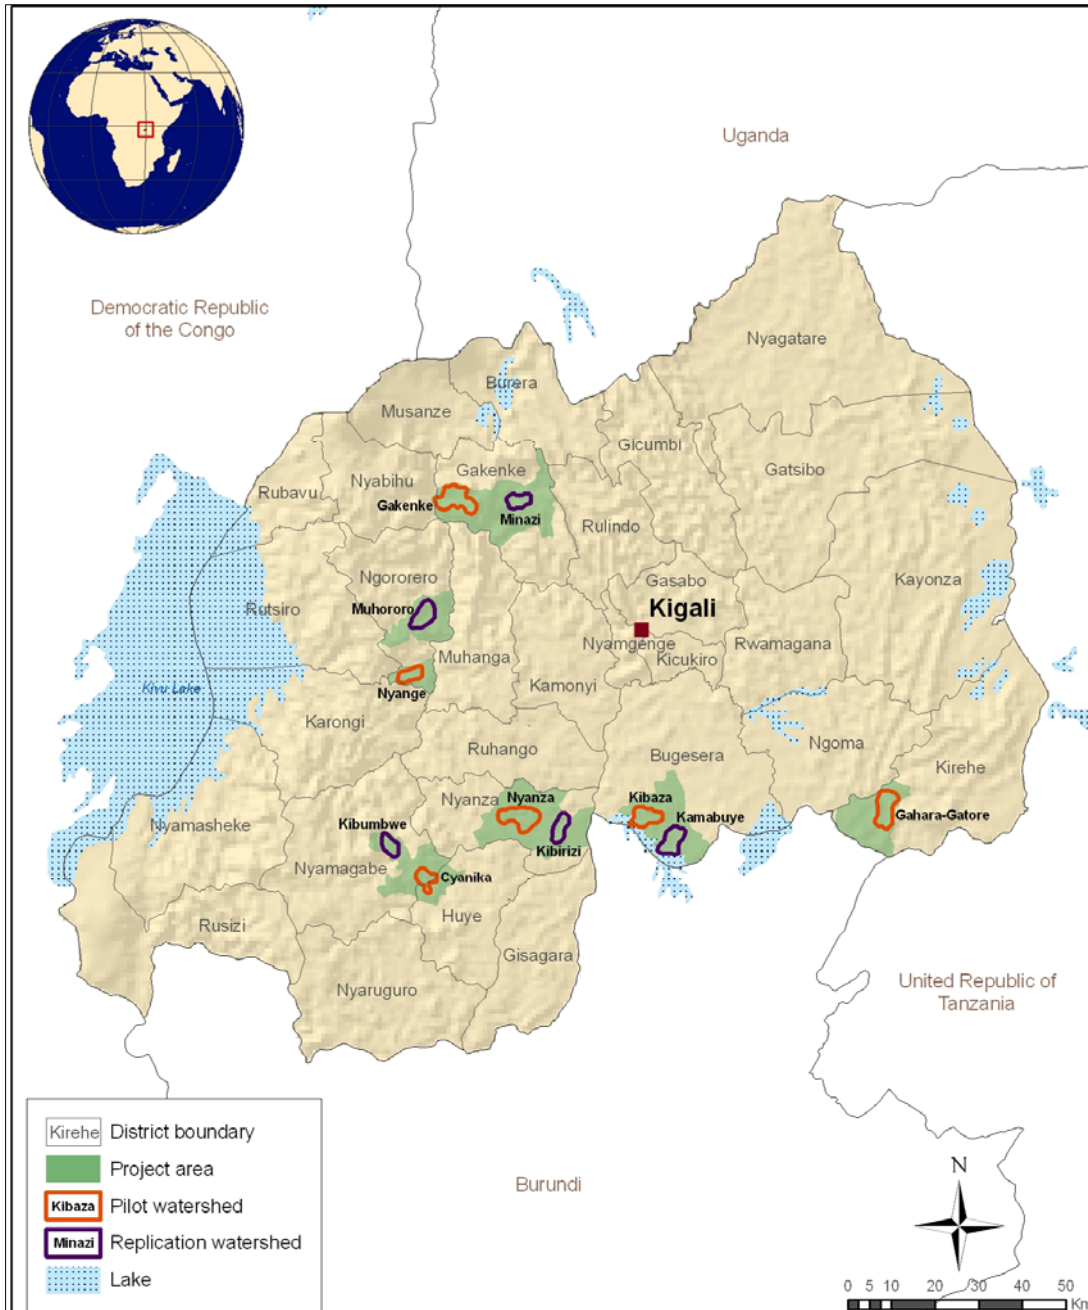 Uganda
Democratic Republic
of the Congo
Nyagatare
Burera
Musanze
Gicumbi
Gakenke
Gatsibo
Nyabihu
Rubavu
Gakenke
Minazi
Rulindo
Ngororero
Gasabo
Kayonza
Muhororo
Kigali
Rutsiro
Nyamgenge
Rwamagana
Muhanga
Kicukiro
Kivu Lake
Nyange
Kamonyi
Karongi
Ruhango
Bugesera
Ngoma
Kirehe
Nyanza
Nyanza
Kibaza
Nyamasheke
Kibumbwe
Kamabuye
Gahara-Gatore
Kibirizi
Nyamagabe
Cyanika
Huye
Rusizi
Gisagara
Nyaruguro
United Republic of
Tanzania
Burundi
Kirehe District boundary
Project area
Kibaza Pilot watershed
Minazi Replication watershed
Lake
N
0 5 10 20 30 40 50
Km